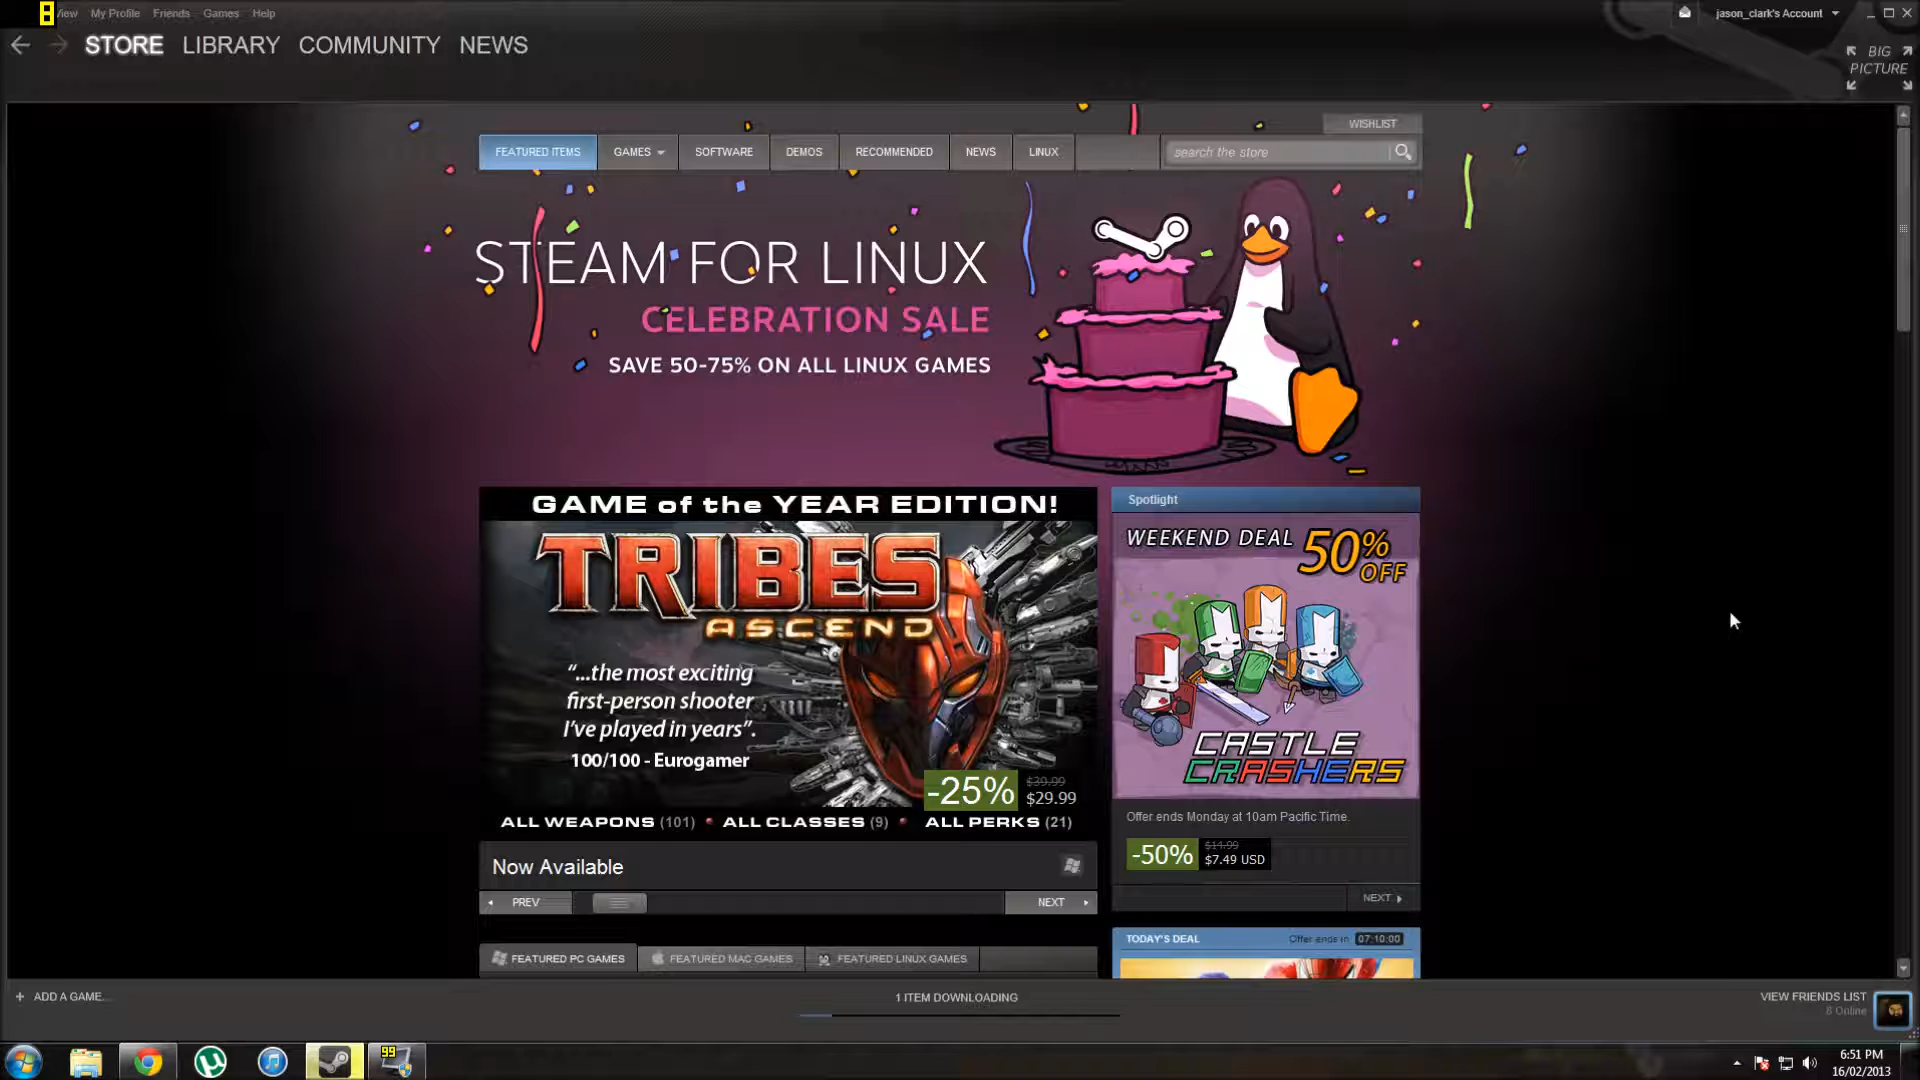 8
View My Profile Friends Games Help
jason_clark's Account
STORE LIBRARY COMMUNITY NEWS
BIG
PICTURE
WISHLIST
FEATURED ITEMS GAMES SOFTWARE DEMOS RECOMMENDED NEWS LINUX
search the store
STEAM FOR LINUX
CELEBRATION SALE
SAVE 50-75% ON ALL LINUX GAMES
GAME of the YEAR EDITION!
TRIBES
ASCEND
“...the most exciting
first-person shooter
I've played in years”.
100/100 - Eurogamer
-25% $39.99
$29.99
ALL WEAPONS (101) • ALL CLASSES (9) • ALL PERKS (21)
Now Available
PREV NEXT
Spotlight
WEEKEND DEAL 50%
OFF
CASTLE
CRASHERS
Offer ends Monday at 10am Pacific Time.
-50% $14.99
$7.49 USD
NEXT
TODAY'S DEAL Offer ends in 07:10:00
FEATURED PC GAMES FEATURED MAC GAMES FEATURED LINUX GAMES
+ ADD A GAME...
1 ITEM DOWNLOADING
VIEW FRIENDS LIST
8 Online
99
6:51 PM
16/02/2013